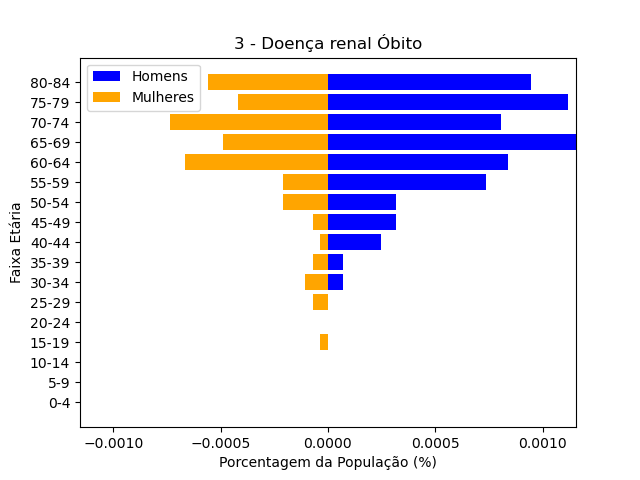 3 - Doença renal Óbito
Homens
Mulheres
Faixa Etária
80-84
75-79
70-74
65-69
60-64
55-59
50-54
45-49
40-44
35-39
30-34
25-29
20-24
15-19
10-14
5-9
0-4
−0.0010 −0.0005 0.0000 0.0005 0.0010
Porcentagem da População (%)